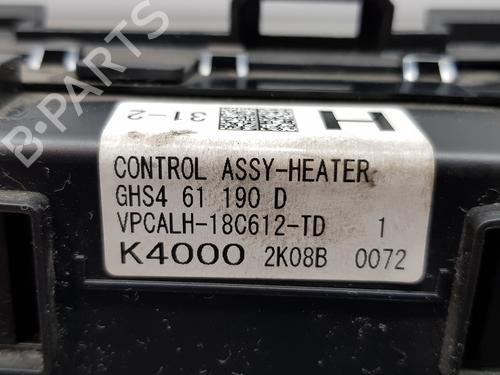 31-2 H
CONTROL ASSY-HEATER
GHS4 61 190 D
VPCALH-18C612-TD 1
K4000 2K08B 0072
B-PARTS